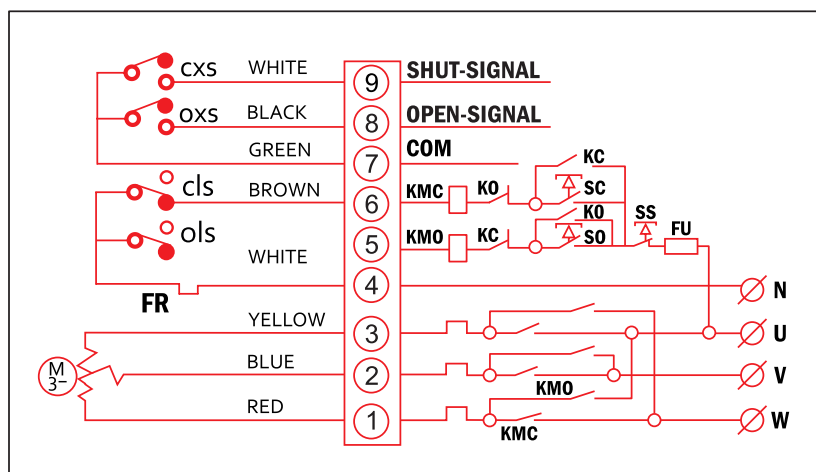 cxs WHITE 9 SHUT-SIGNAL
oxs BLACK 8 OPEN-SIGNAL
GREEN 7 COM
KC
cls BROWN 6 KMC KO SC
KO SS
ols 5 KMO KC SO FU
WHITE
FR 4 N
YELLOW 3 U
M
3~ BLUE 2 V
KMO
RED 1 W
KMC